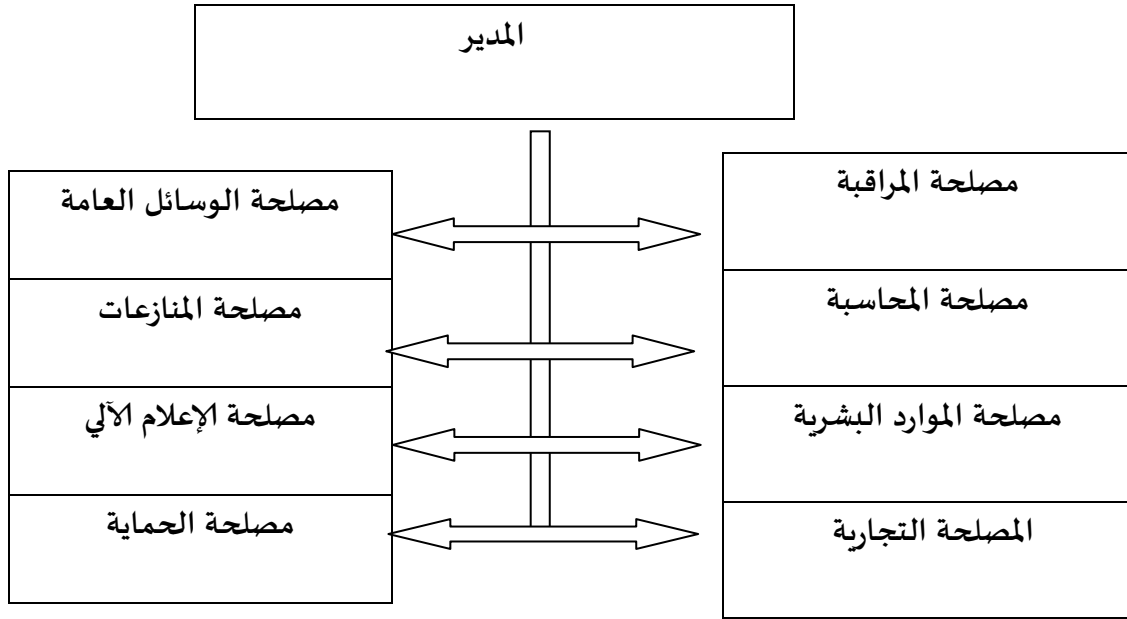 المدير
مصلحة المراقبة
مصلحة الوسائل العامة
مصلحة المحاسبة
مصلحة المنازعات
مصلحة الموارد البشرية
مصلحة الإعلام الآلي
المصلحة التجارية
مصلحة الحماية